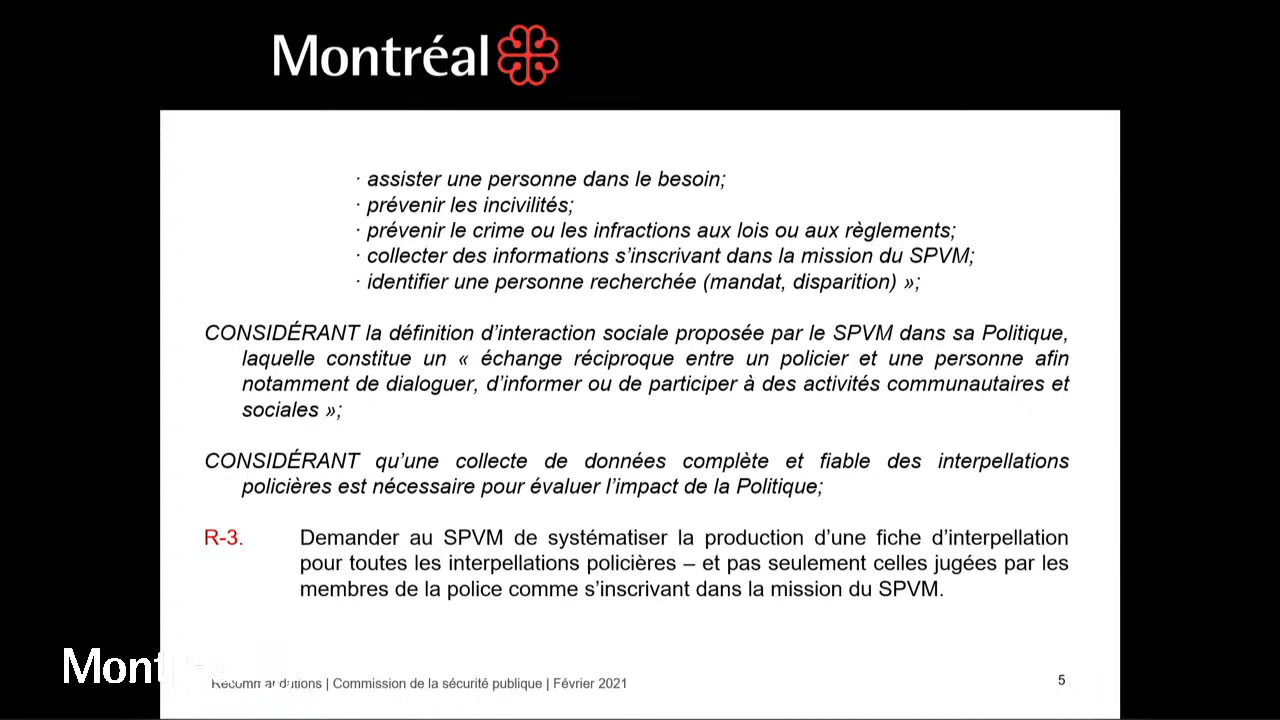 Montréal
· assister une personne dans le besoin;
· prévenir les incivilités;
· prévenir le crime ou les infractions aux lois ou aux règlements;
· collecter des informations s’inscrivant dans la mission du SPVM;
· identifier une personne recherchée (mandat, disparition) »;
CONSIDÉRANT la définition d’interaction sociale proposée par le SPVM dans sa Politique,
laquelle constitue un « échange réciproque entre un policier et une personne afin
notamment de dialoguer, d’informer ou de participer à des activités communautaires et
sociales »;
CONSIDÉRANT qu’une collecte de données complète et fiable des interpellations
policières est nécessaire pour évaluer l’impact de la Politique;
R-3. Demander au SPVM de systématiser la production d’une fiche d’interpellation
pour toutes les interpellations policières – et pas seulement celles jugées par les
membres de la police comme s’inscrivant dans la mission du SPVM.
Recommandations | Commission de la sécurité publique | Février 2021
5